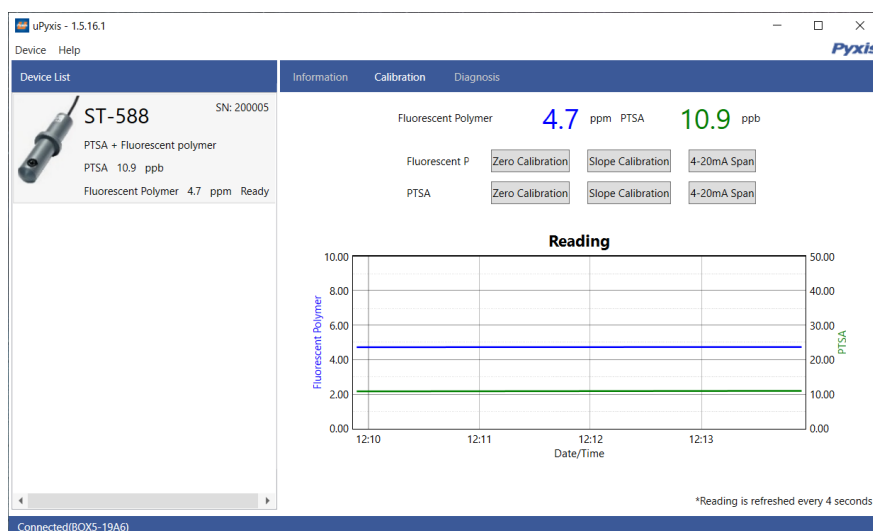 uPyxis - 1.5.16.1
Device Help
Pyxis
Device List
Information Calibration Diagnosis
ST-588 SN: 200005
PTSA + Fluorescent polymer
PTSA 10.9 ppb
Fluorescent Polymer 4.7 ppm Ready
Fluorescent Polymer 4.7 ppm PTSA 10.9 ppb
Fluorescent P Zero Calibration Slope Calibration 4-20mA Span
PTSA Zero Calibration Slope Calibration 4-20mA Span
Reading
10.00 50.00
8.00 40.00
6.00 30.00
4.00 20.00
2.00 10.00
0.00 0.00
Fluorescent Polymer
PTSA
12:10 12:11 12:12 12:13
Date/Time
*Reading is refreshed every 4 seconds
Connected(BOX5-19A6)